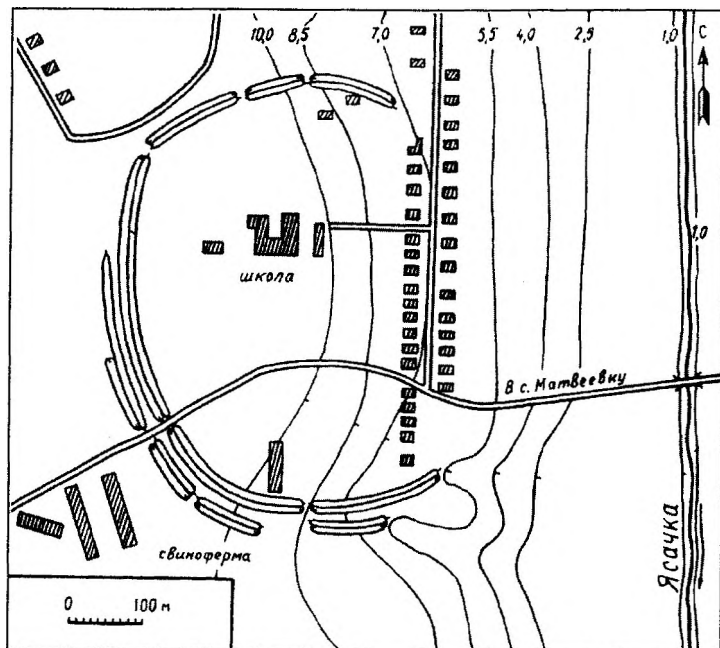 10,0 8,5 7,0 5,5 4,0 2,5 1,0 С
1,0
школа
В с. Матвеевку
свиноферма
Ясачка
0 100 м